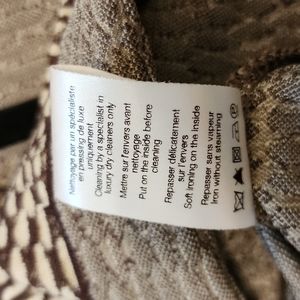 Nettoyage par un spécialiste
en pressing de luxe
uniquement
Cleaning by a specialist in
luxury dry cleaners only
Mettre sur l'envers avant
nettoyage
Put on the inside before
cleaning
Repasser délicatement
sur l'envers
Soft ironing on the inside
Repasser sans vapeur
Iron without steaming